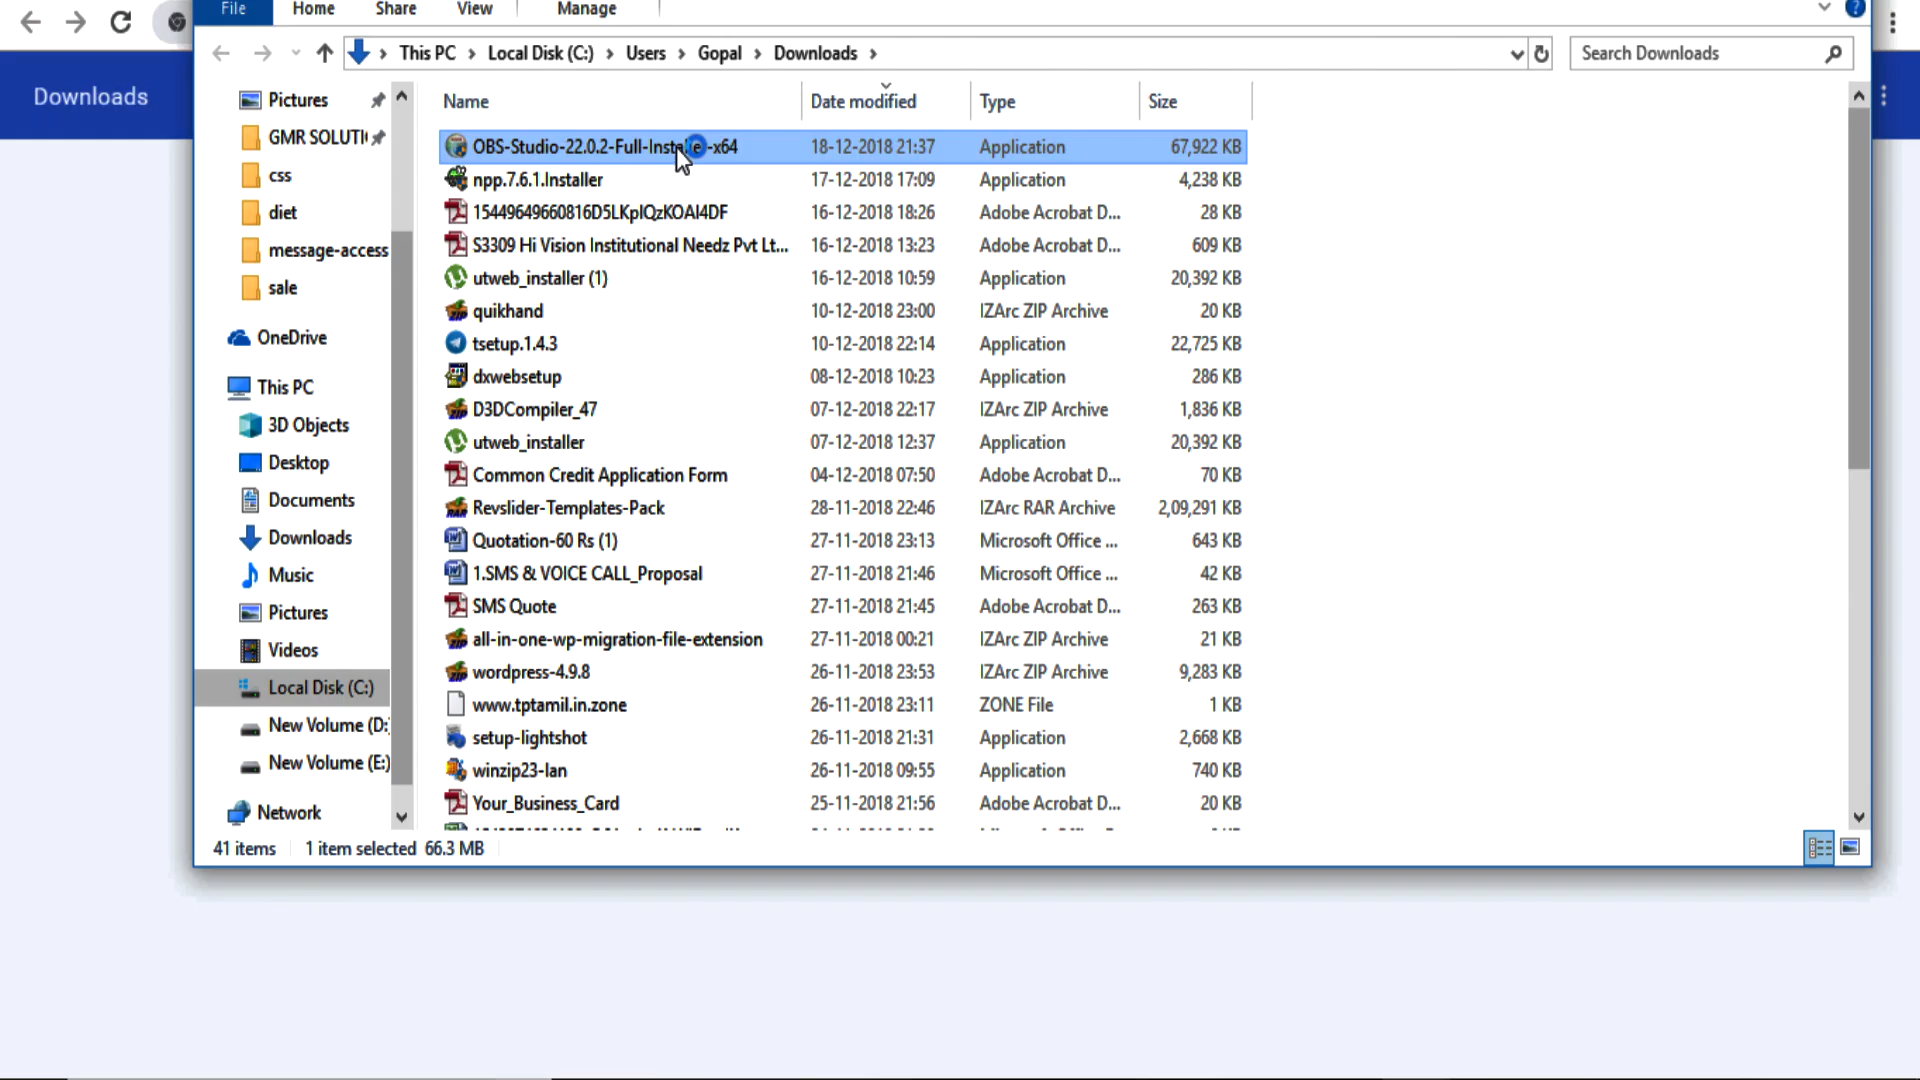 File Home Share View Manage
This PC Local Disk (C:) Users Gopal Downloads Search Downloads
Downloads
Name Date modified Type Size
Pictures
GMR SOLUTI
css
diet
message-access
sale
OneDrive
This PC
3D Objects
Desktop
Documents
Downloads
Music
Pictures
Videos
Local Disk (C:)
New Volume (D:
New Volume (E:)
Network
OBS-Studio-22.0.2-Full-Installer-x64 18-12-2018 21:37 Application 67,922 KB
npp.7.6.1.Installer 17-12-2018 17:09 Application 4,238 KB
15449649660816D5LKpIQzKOAI4DF 16-12-2018 18:26 Adobe Acrobat D... 28 KB
S3309 Hi Vision Institutional Needz Pvt Lt... 16-12-2018 13:23 Adobe Acrobat D... 609 KB
utweb_installer (1) 16-12-2018 10:59 Application 20,392 KB
quikhand 10-12-2018 23:00 IZArc ZIP Archive 20 KB
tsetup.1.4.3 10-12-2018 22:14 Application 22,725 KB
dxwebsetup 08-12-2018 10:23 Application 286 KB
D3DCompiler_47 07-12-2018 22:17 IZArc ZIP Archive 1,836 KB
utweb_installer 07-12-2018 12:37 Application 20,392 KB
Common Credit Application Form 04-12-2018 07:50 Adobe Acrobat D... 70 KB
Revslider-Templates-Pack 28-11-2018 22:46 IZArc RAR Archive 2,09,291 KB
Quotation-60 Rs (1) 27-11-2018 23:13 Microsoft Office ... 643 KB
1.SMS & VOICE CALL_Proposal 27-11-2018 21:46 Microsoft Office ... 42 KB
SMS Quote 27-11-2018 21:45 Adobe Acrobat D... 263 KB
all-in-one-wp-migration-file-extension 27-11-2018 00:21 IZArc ZIP Archive 21 KB
wordpress-4.9.8 26-11-2018 23:53 IZArc ZIP Archive 9,283 KB
www.tptamil.in.zone 26-11-2018 23:11 ZONE File 1 KB
setup-lightshot 26-11-2018 21:31 Application 2,668 KB
winzip23-lan 26-11-2018 09:55 Application 740 KB
Your_Business_Card 25-11-2018 21:56 Adobe Acrobat D... 20 KB
41 items 1 item selected 66.3 MB